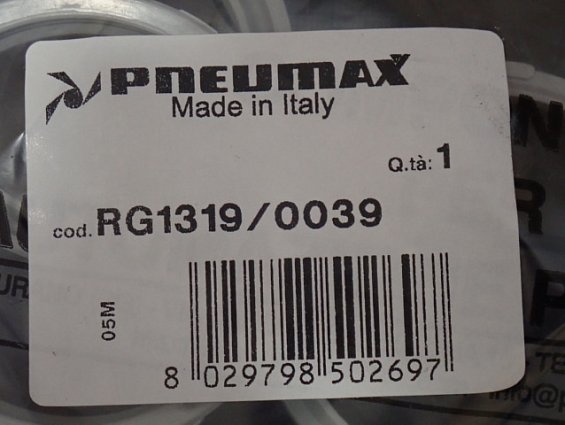 PNEUMAX
Made in Italy
Q.tà: 1
cod. RG1319/0039
05M
8 029798 502697